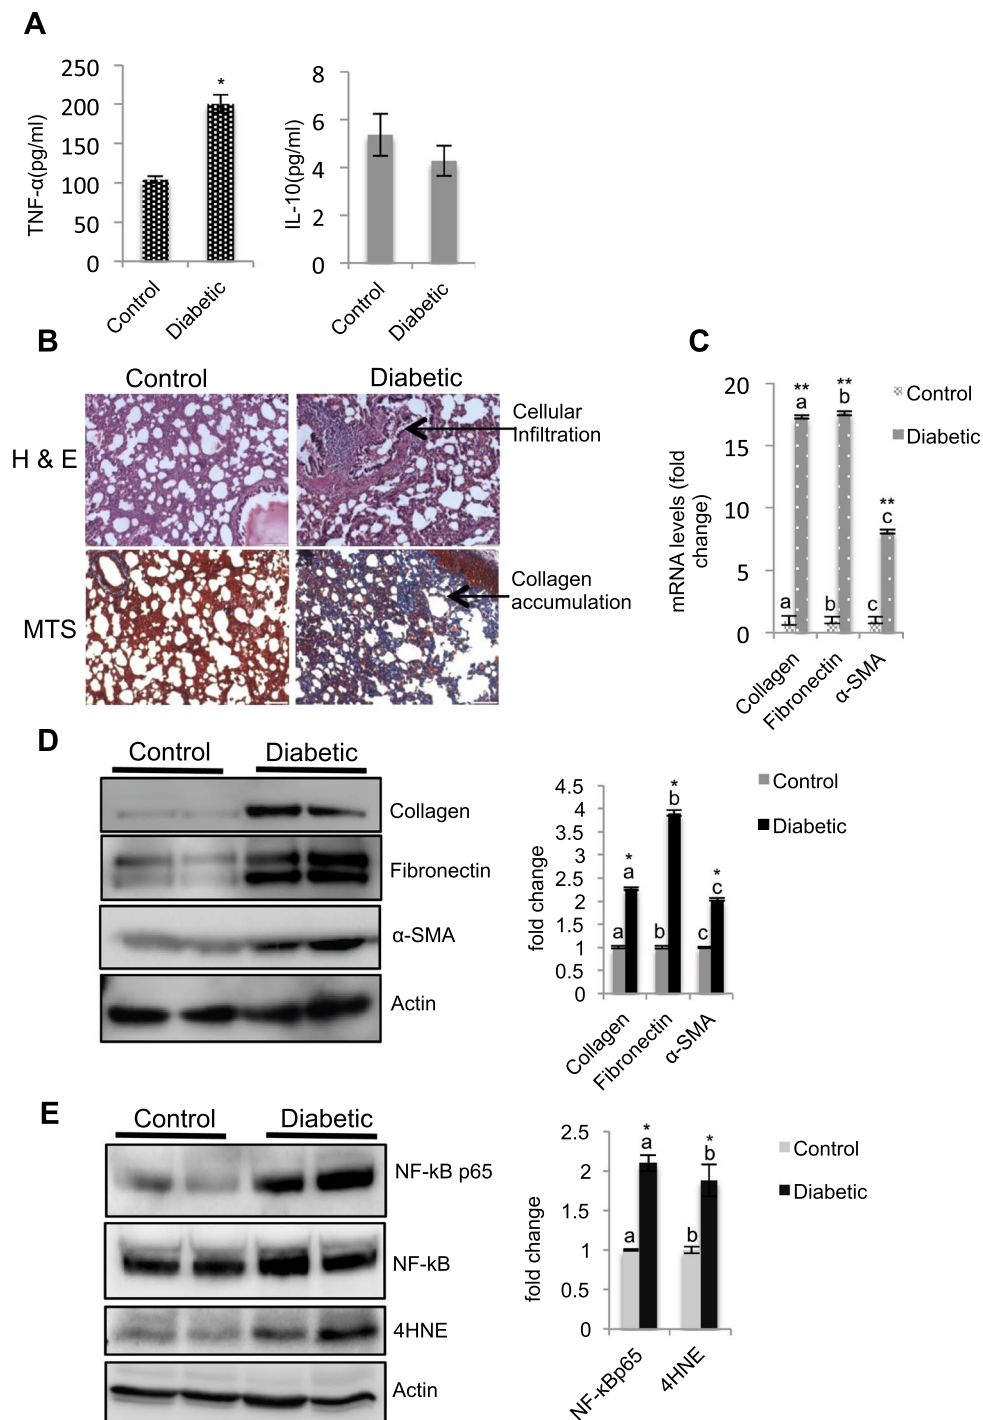 A
TNF-α(pg/ml)
250
200
150
100
50
0
*
Control
Diabetic
IL-10(pg/ml)
8
6
4
2
0
Control
Diabetic
B
Control
Diabetic
H & E
Cellular
Infiltration
MTS
Collagen
accumulation
C
mRNA levels (fold
change)
20
15
10
5
0
a
**
a
b
**
b
c
**
c
Collagen
Fibronectin
α-SMA
Control
Diabetic
D
Control
Diabetic
Collagen
Fibronectin
α-SMA
Actin
fold change
4.5
4
3.5
3
2.5
2
1.5
1
0.5
0
a
*
a
b
*
b
c
*
c
Collagen
Fibronectin
α-SMA
Control
Diabetic
E
Control
Diabetic
NF-kB p65
NF-kB
4HNE
Actin
fold change
2.5
2
1.5
1
0.5
0
a
*
a
b
*
b
NF-κBp65
4HNE
Control
Diabetic